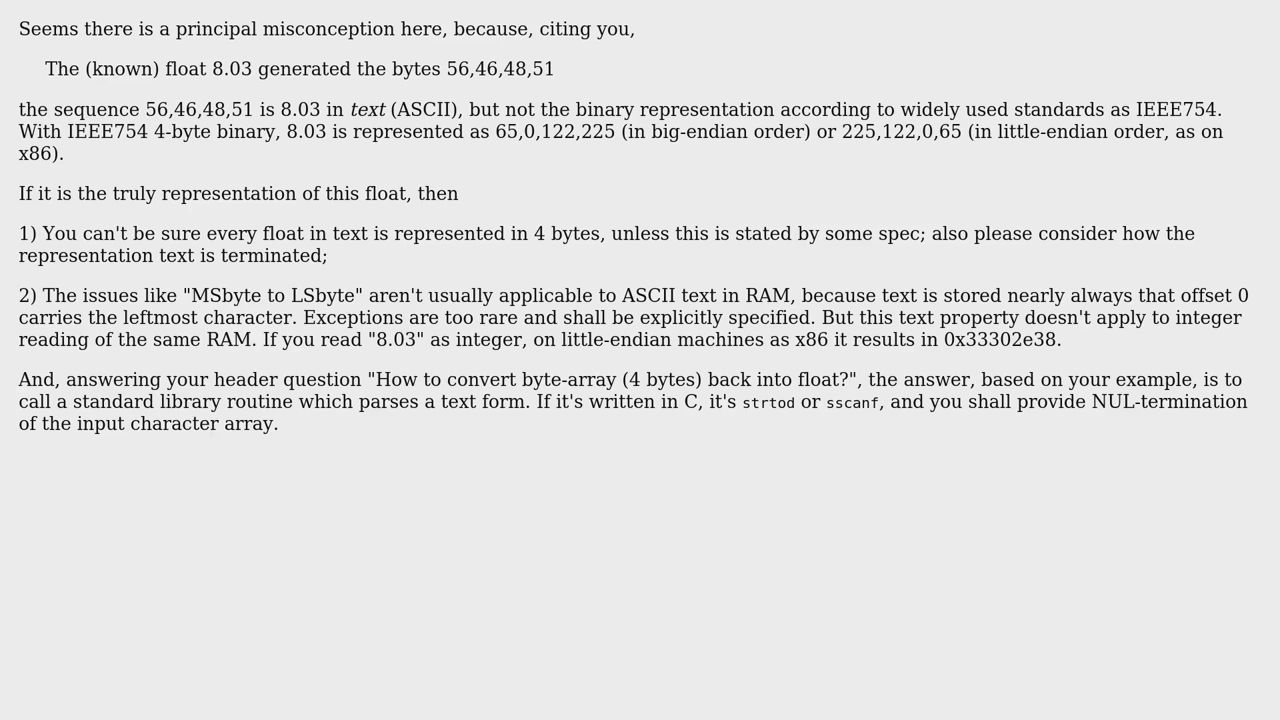 Seems there is a principal misconception here, because, citing you,
The (known) float 8.03 generated the bytes 56,46,48,51
the sequence 56,46,48,51 is 8.03 in text (ASCII), but not the binary representation according to widely used standards as IEEE754.
With IEEE754 4-byte binary, 8.03 is represented as 65,0,122,225 (in big-endian order) or 225,122,0,65 (in little-endian order, as on
x86).
If it is the truly representation of this float, then
1) You can't be sure every float in text is represented in 4 bytes, unless this is stated by some spec; also please consider how the
representation text is terminated;
2) The issues like "MSbyte to LSbyte" aren't usually applicable to ASCII text in RAM, because text is stored nearly always that offset 0
carries the leftmost character. Exceptions are too rare and shall be explicitly specified. But this text property doesn't apply to integer
reading of the same RAM. If you read "8.03" as integer, on little-endian machines as x86 it results in 0x33302e38.
And, answering your header question "How to convert byte-array (4 bytes) back into float?", the answer, based on your example, is to
call a standard library routine which parses a text form. If it's written in C, it's strtod or sscanf, and you shall provide NUL-termination
of the input character array.